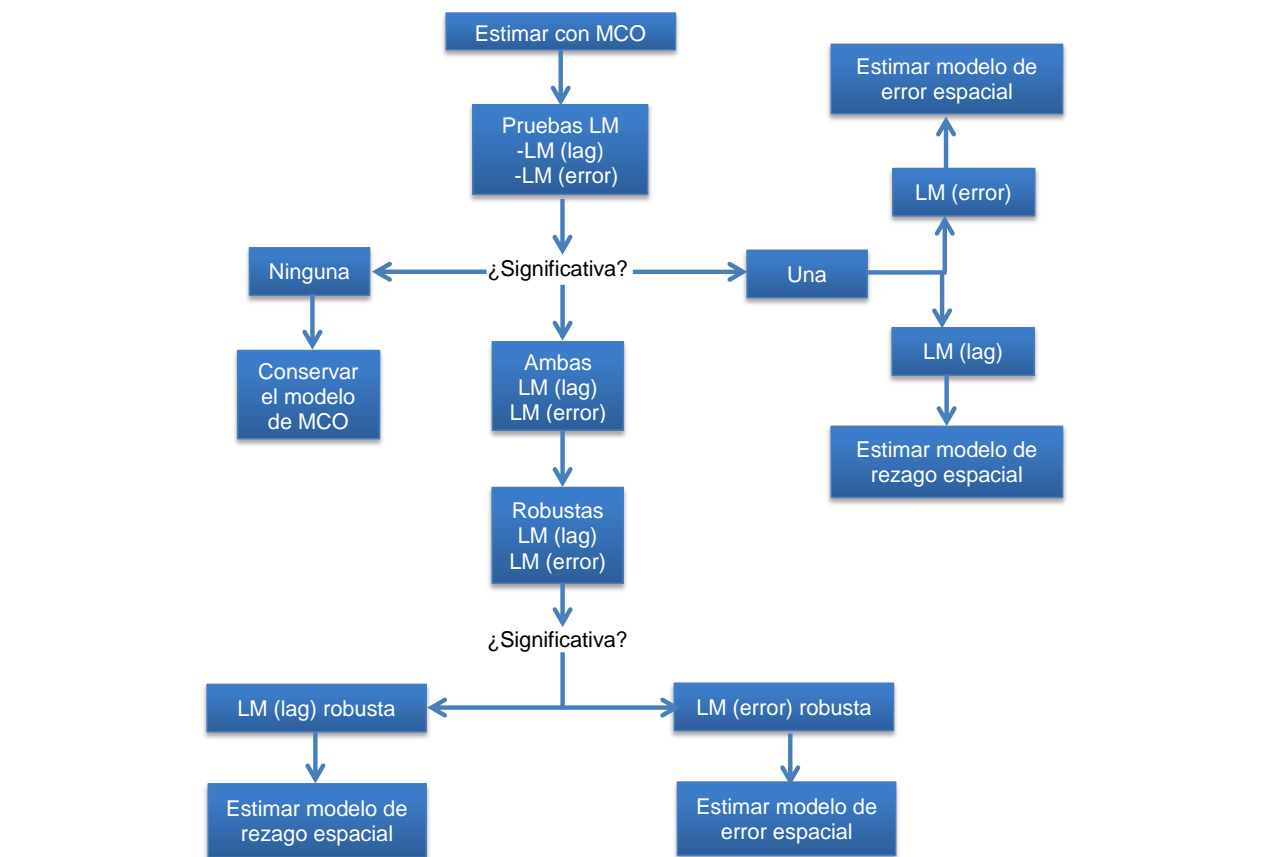 Estimar con MCO
Estimar modelo de
error espacial
Pruebas LM
-LM (lag)
-LM (error)
LM (error)
¿Significativa?
Ninguna
Una
Conservar
el modelo
de MCO
Ambas
LM (lag)
LM (error)
LM (lag)
Estimar modelo de
rezago espacial
Robustas
LM (lag)
LM (error)
¿Significativa?
LM (lag) robusta
LM (error) robusta
Estimar modelo de
rezago espacial
Estimar modelo de
error espacial